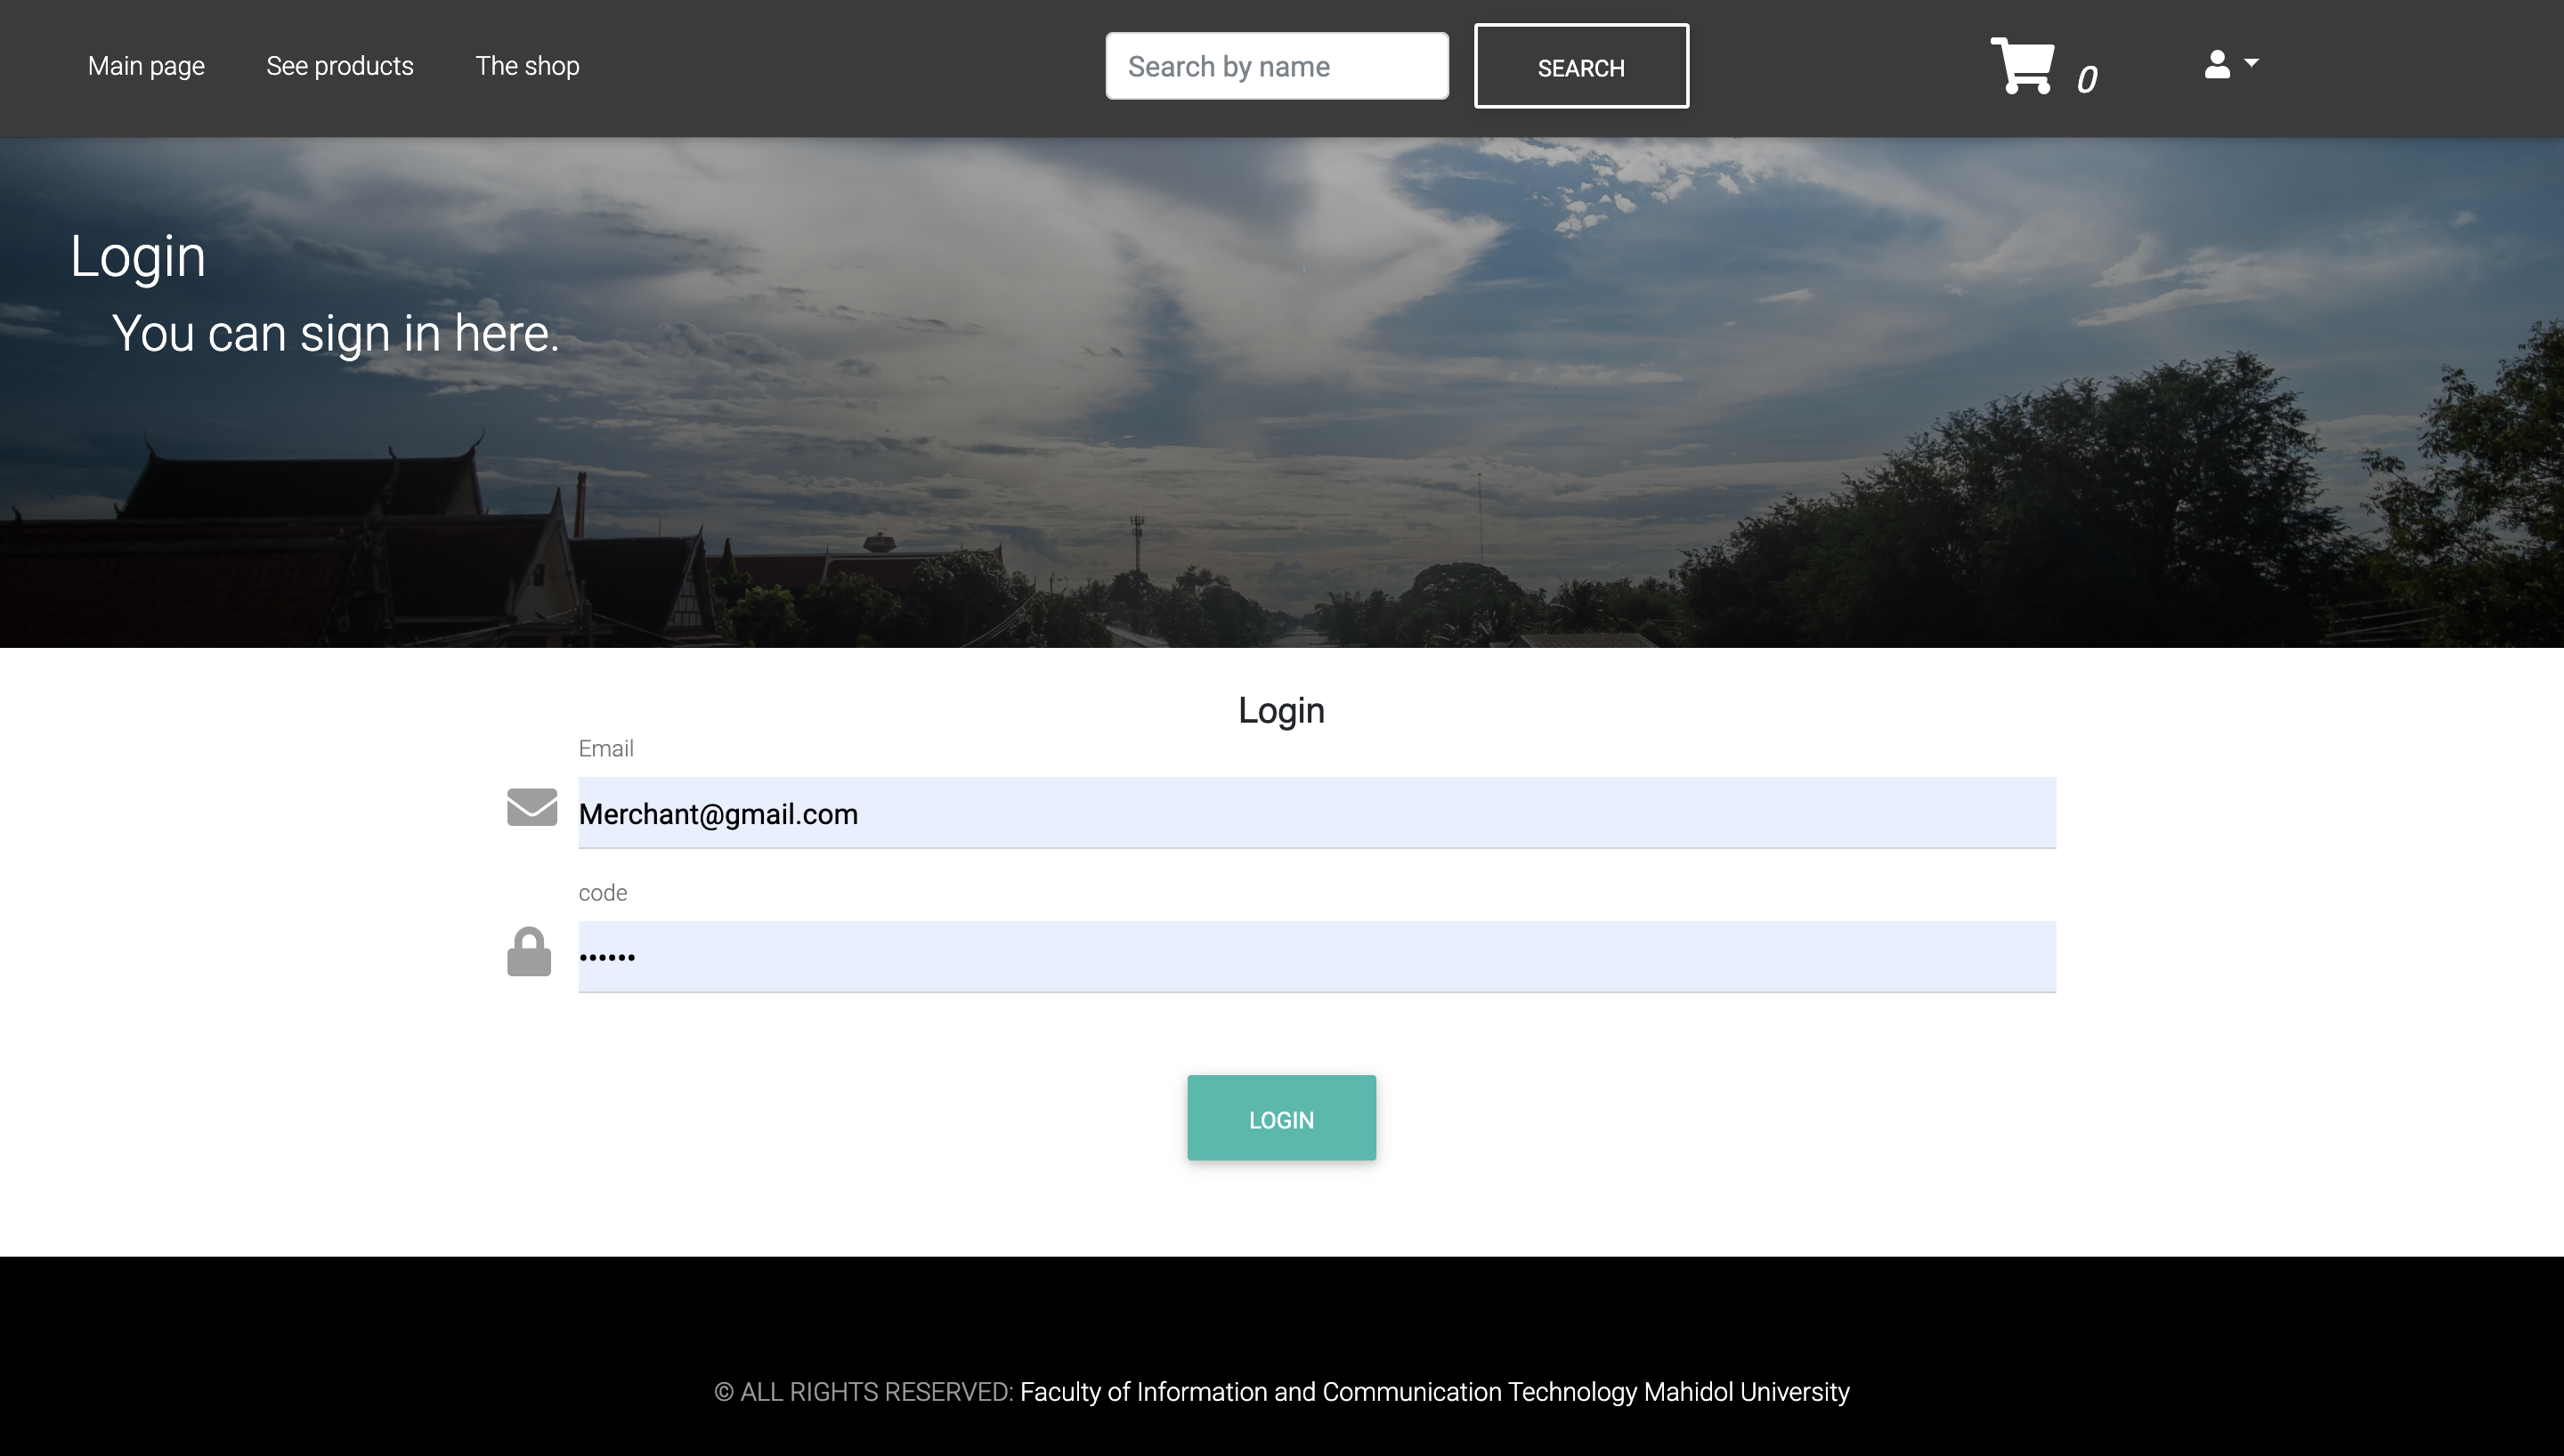 Main page See products The shop Search by name SEARCH 0
Login
You can sign in here.
Login
Email
Merchant@gmail.com
code
••••••
LOGIN
© ALL RIGHTS RESERVED: Faculty of Information and Communication Technology Mahidol University